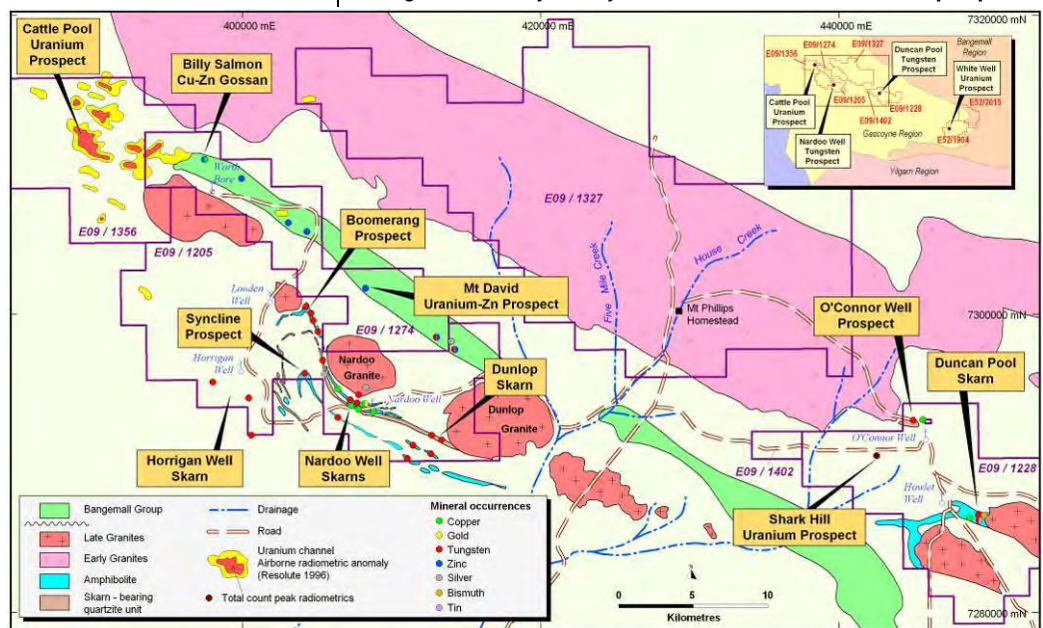 400000 mE
420000 mE
440000 mE
7320000 mN
Cattle Pool
Uranium
Prospect
Billy Salmon
Cu-Zn Gossan
E09/1274
E09/1327
E09/1356
Bangemall
Region
Duncan Pool
Tungsten
Prospect
White Well
Uranium
Prospect
E09/1205
E09/1228
E52/2015
E09/1402
Cattle Pool
Uranium
Prospect
Gascoyne Region
E52/1904
Nardoo Well
Tungsten
Prospect
Yilgarn Region
Bore
E09 / 1327
E09 / 1356
E09 / 1205
Boomerang
Prospect
Five Mile Creek
House Creek
Mt David
Uranium-Zn Prospect
Mt Phillips
Homestead
7300000 mN
Well
Syncline
Prospect
E09 / 1274
O'Connor Well
Prospect
Horrigan
Well
Nardoo
Granite
Dunlop
Skarn
Duncan Pool
Skarn
Nardoo Well
Dunlop
Granite
O'Connor Well
Horrigan Well
Skarn
Nardoo Well
Skarns
E09 / 1402
E09 / 1228
Howlet
Well
Shark Hill
Uranium Prospect
Bangemall Group
Late Granites
Early Granites
Amphibolite
Skarn - bearing
quartzite unit
Drainage
Road
Uranium channel
Airborne radiometric anomaly
(Resolute 1996)
Total count peak radiometrics
Mineral occurrences
Copper
Gold
Tungsten
Zinc
Silver
Bismuth
Tin
N
0 5 10
Kilometres
7280000 mN